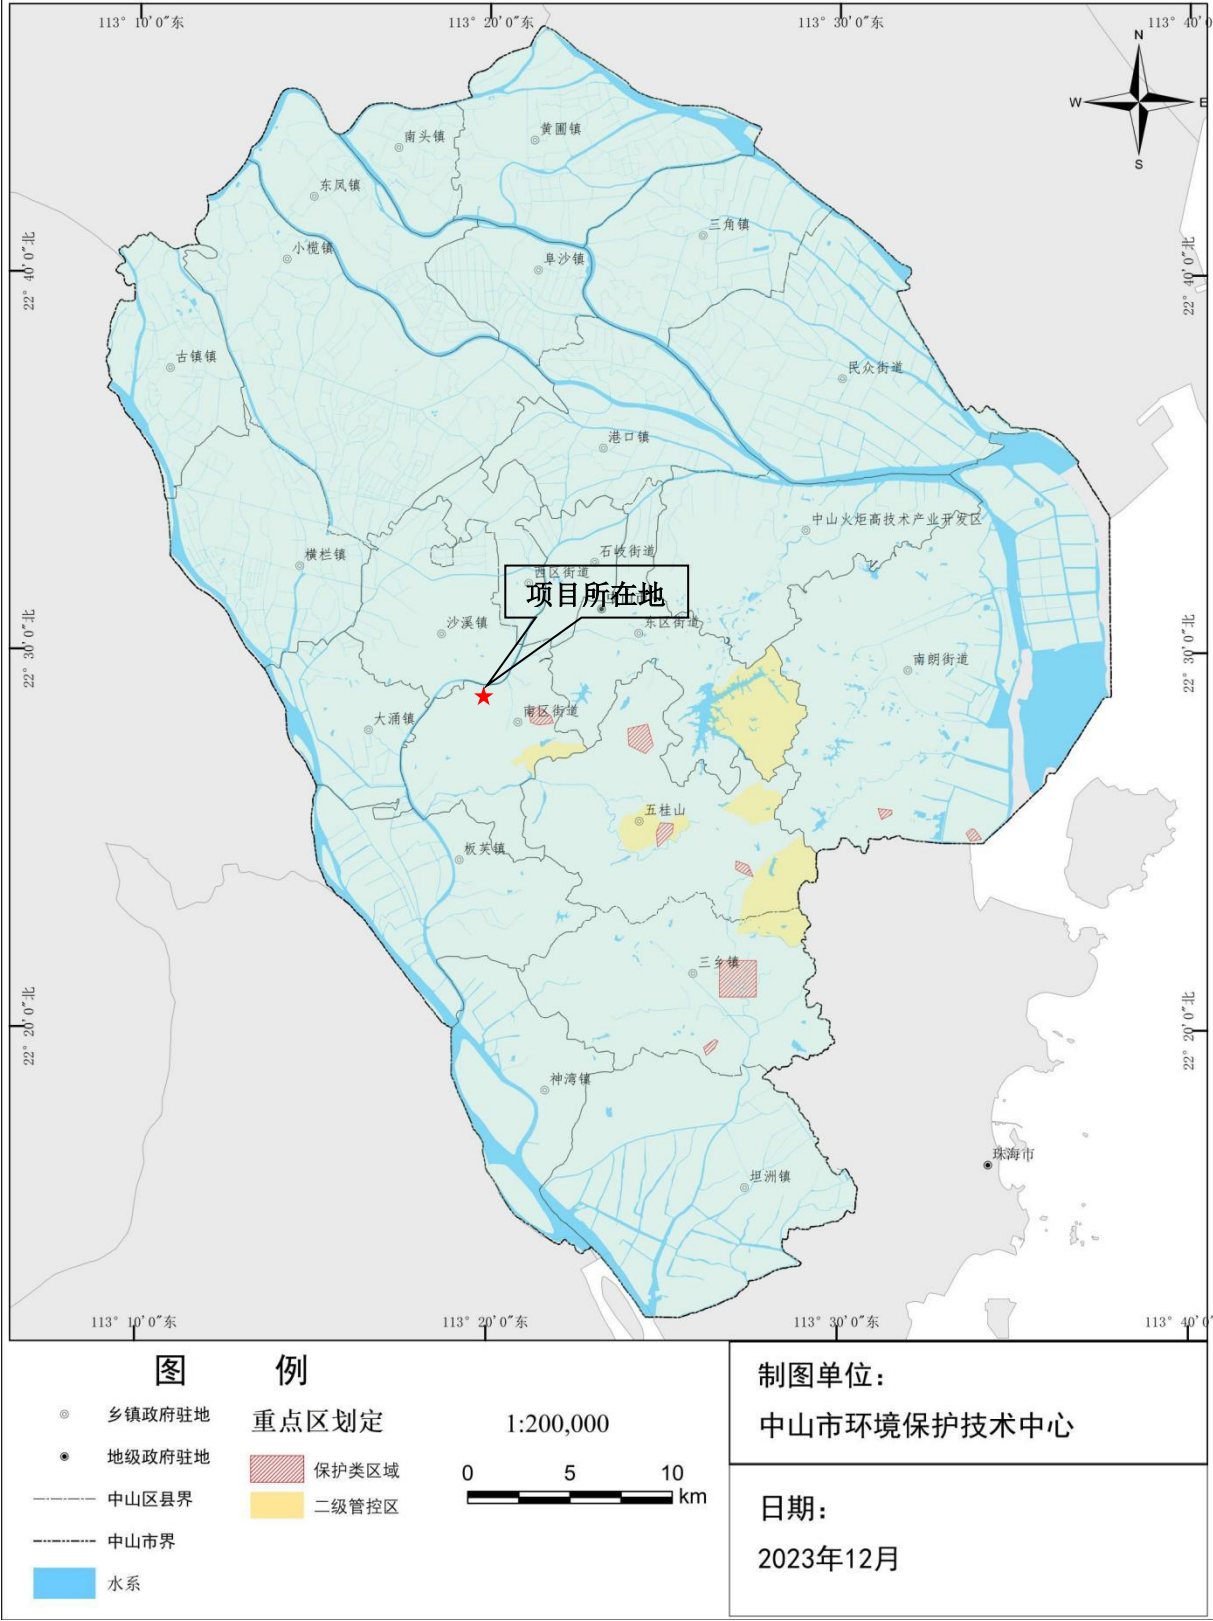 113° 10′0″东
113° 20′0″东
113° 30′0″东
113° 40′0
N
W
E
S
黄圃镇
南头镇
东凤镇
三角镇
小榄镇
阜沙镇
22° 40′0″北
22° 40′0″北
古镇镇
民众街道
港口镇
中山火炬高技术产业开发区
石岐街道
横栏镇
西区街道
项目所在地
沙溪镇
东区街道
22° 30′0″北
22° 30′0″北
南朗街道
大涌镇
南区街道
五桂山
板芙镇
三乡镇
22° 20′0″北
22° 20′0″北
神湾镇
珠海市
坦洲镇
113° 10′0″东
113° 20′0″东
113° 30′0″东
113° 40′0
图 例
乡镇政府驻地
地级政府驻地
中山区县界
中山市界
水系
重点区划定
保护类区域
二级管控区
1:200,000
0 5 10
km
制图单位：
中山市环境保护技术中心
日期：
2023年12月